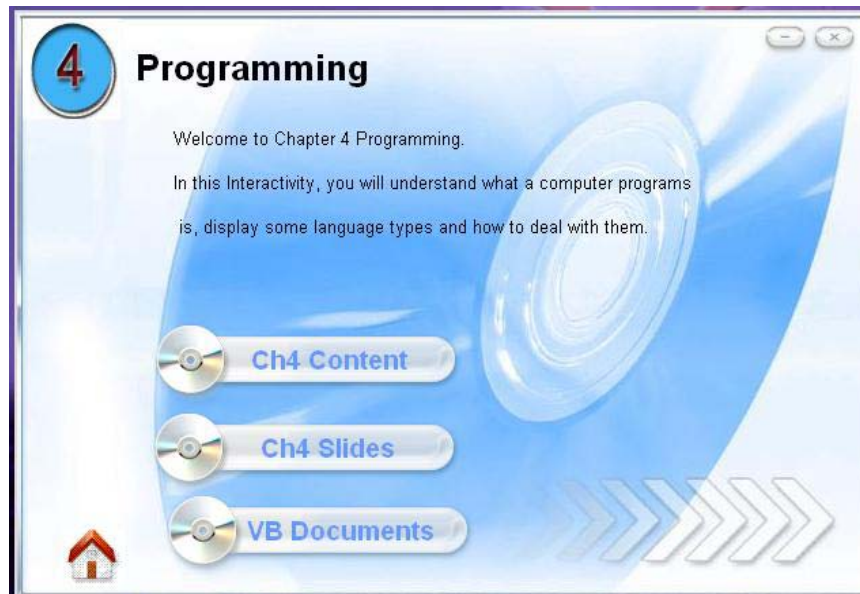 4
Programming
Welcome to Chapter 4 Programming.
In this Interactivity, you will understand what a computer programs
is, display some language types and how to deal with them.
Ch4 Content
Ch4 Slides
VB Documents